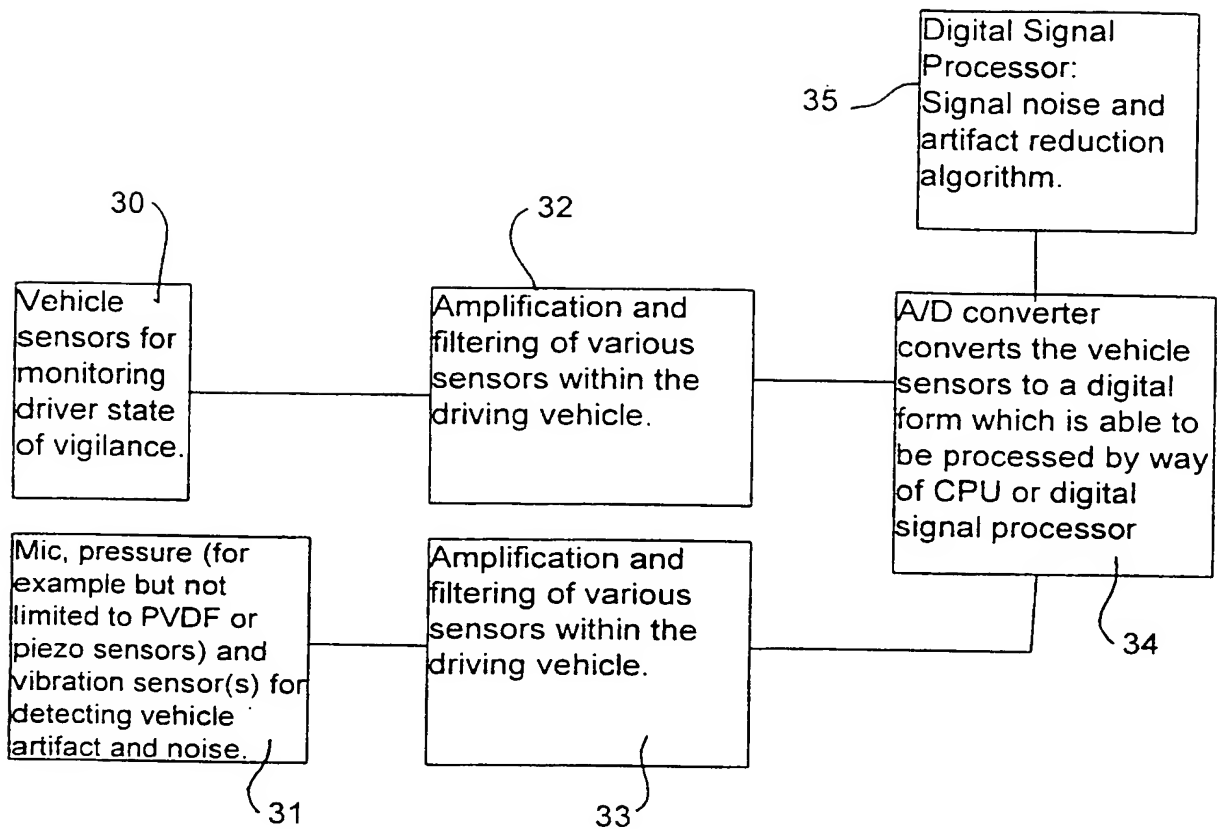 Digital Signal
Processor:
Signal noise and
artifact reduction
algorithm.
35
30
32
Vehicle
sensors for
monitoring
driver state
of vigilance.
Amplification and
filtering of various
sensors within the
driving vehicle.
A/D converter
converts the vehicle
sensors to a digital
form which is able to
be processed by way
of CPU or digital
signal processor
Mic, pressure (for
example but not
limited to PVDF or
piezo sensors) and
vibration sensor(s) for
detecting vehicle
artifact and noise.
Amplification and
filtering of various
sensors within the
driving vehicle.
34
31
33